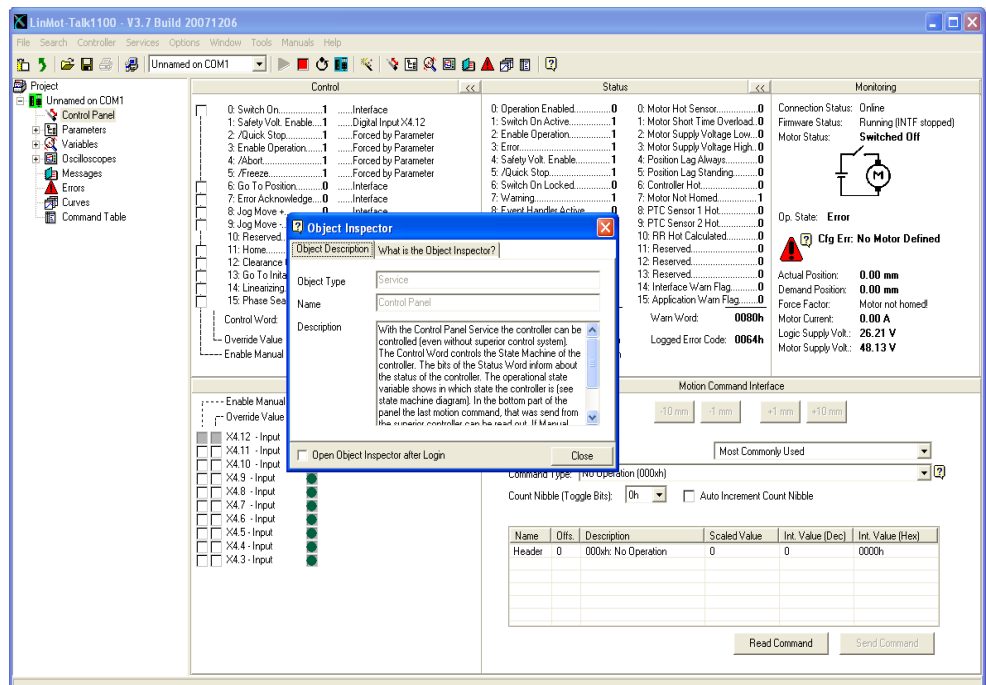 LinMot-Talk1100 - V3.7 Build 20071206
File Search Controller Services Options Window Tools Manuals Help
Unnamed on COM1
Project
Unnamed on COM1
Control Panel
Parameters
Variables
Oscilloscopes
Messages
Errors
Curves
Command Table
Control <<
0: Switch On..............1 .....Interface
1: Safety Volt. Enable....1 .....Digital Input X4.12
2: /Quick Stop............1 .....Forced by Parameter
3: Enable Operation.......1 .....Forced by Parameter
4: /Abort.................1 .....Forced by Parameter
5: /Freeze................1 .....Forced by Parameter
6: Go To Position.........0 .....Interface
7: Error Acknowledge....0 .....Interface
8: Jog Move +
9: Jog Move -
10: Reserved
11: Home
12: Clearance
13: Go To Inita
14: Linearizing
15: Phase Sea
Control Word:
Override Value
Enable Manual
Status <<
0: Operation Enabled..............0
1: Switch On Active...............1
2: Enable Operation...............1
3: Error..........................1
4: Safety Volt. Enable............1
5: /Quick Stop....................1
6: Switch On Locked...............0
7: Warning........................1
8: Event Handler Active 0
0: Motor Hot Sensor...............0
1: Motor Short Time Overload..0
2: Motor Supply Voltage Low...0
3: Motor Supply Voltage High..0
4: Position Lag Always............0
5: Position Lag Standing..........0
6: Controller Hot.................0
7: Motor Not Homed................1
8: PTC Sensor 1 Hot...............0
9: PTC Sensor 2 Hot...............0
10: RR Hot Calculated.............0
11: Reserved......................0
12: Reserved......................0
13: Reserved......................0
14: Interface Warn Flag...........0
15: Application Warn Flag.........0
Warn Word: 0080h
Logged Error Code: 0064h
Monitoring
Connection Status: Online
Firmware Status: Running (INTF stopped)
Motor Status: Switched Off
M
Op. State: Error
Cfg Err: No Motor Defined
Actual Position: 0.00 mm
Demand Position: 0.00 mm
Force Factor: Motor not homed!
Motor Current: 0.00 A
Logic Supply Volt.: 26.21 V
Motor Supply Volt.: 48.13 V
Object Inspector
Object Description What is the Object Inspector?
Object Type Service
Name Control Panel
Description
With the Control Panel Service the controller can be
controlled (even without superior control system).
The Control Word controls the State Machine of the
controller. The bits of the Status Word inform about
the status of the controller. The operational state
variable shows in which state the controller is (see
state machine diagram). In the bottom part of the
panel the last motion command, that was send from
the superior controller can be read out. If Manual
Open Object Inspector after Login
Close
Enable Manual
Override Value
X4.12 - Input
X4.11 - Input
X4.10 - Input
X4.9 - Input
X4.8 - Input
X4.7 - Input
X4.6 - Input
X4.5 - Input
X4.4 - Input
X4.3 - Input
Motion Command Interface
-10 mm -1 mm +1 mm +10 mm
Most Commonly Used
Command Type: No Operation (000xh)
Count Nibble (Toggle Bits): 0h Auto Increment Count Nibble
Name Offs. Description Scaled Value Int. Value (Dec) Int. Value (Hex)
Header 0 000xh: No Operation 0 0 0000h
Read Command Send Command